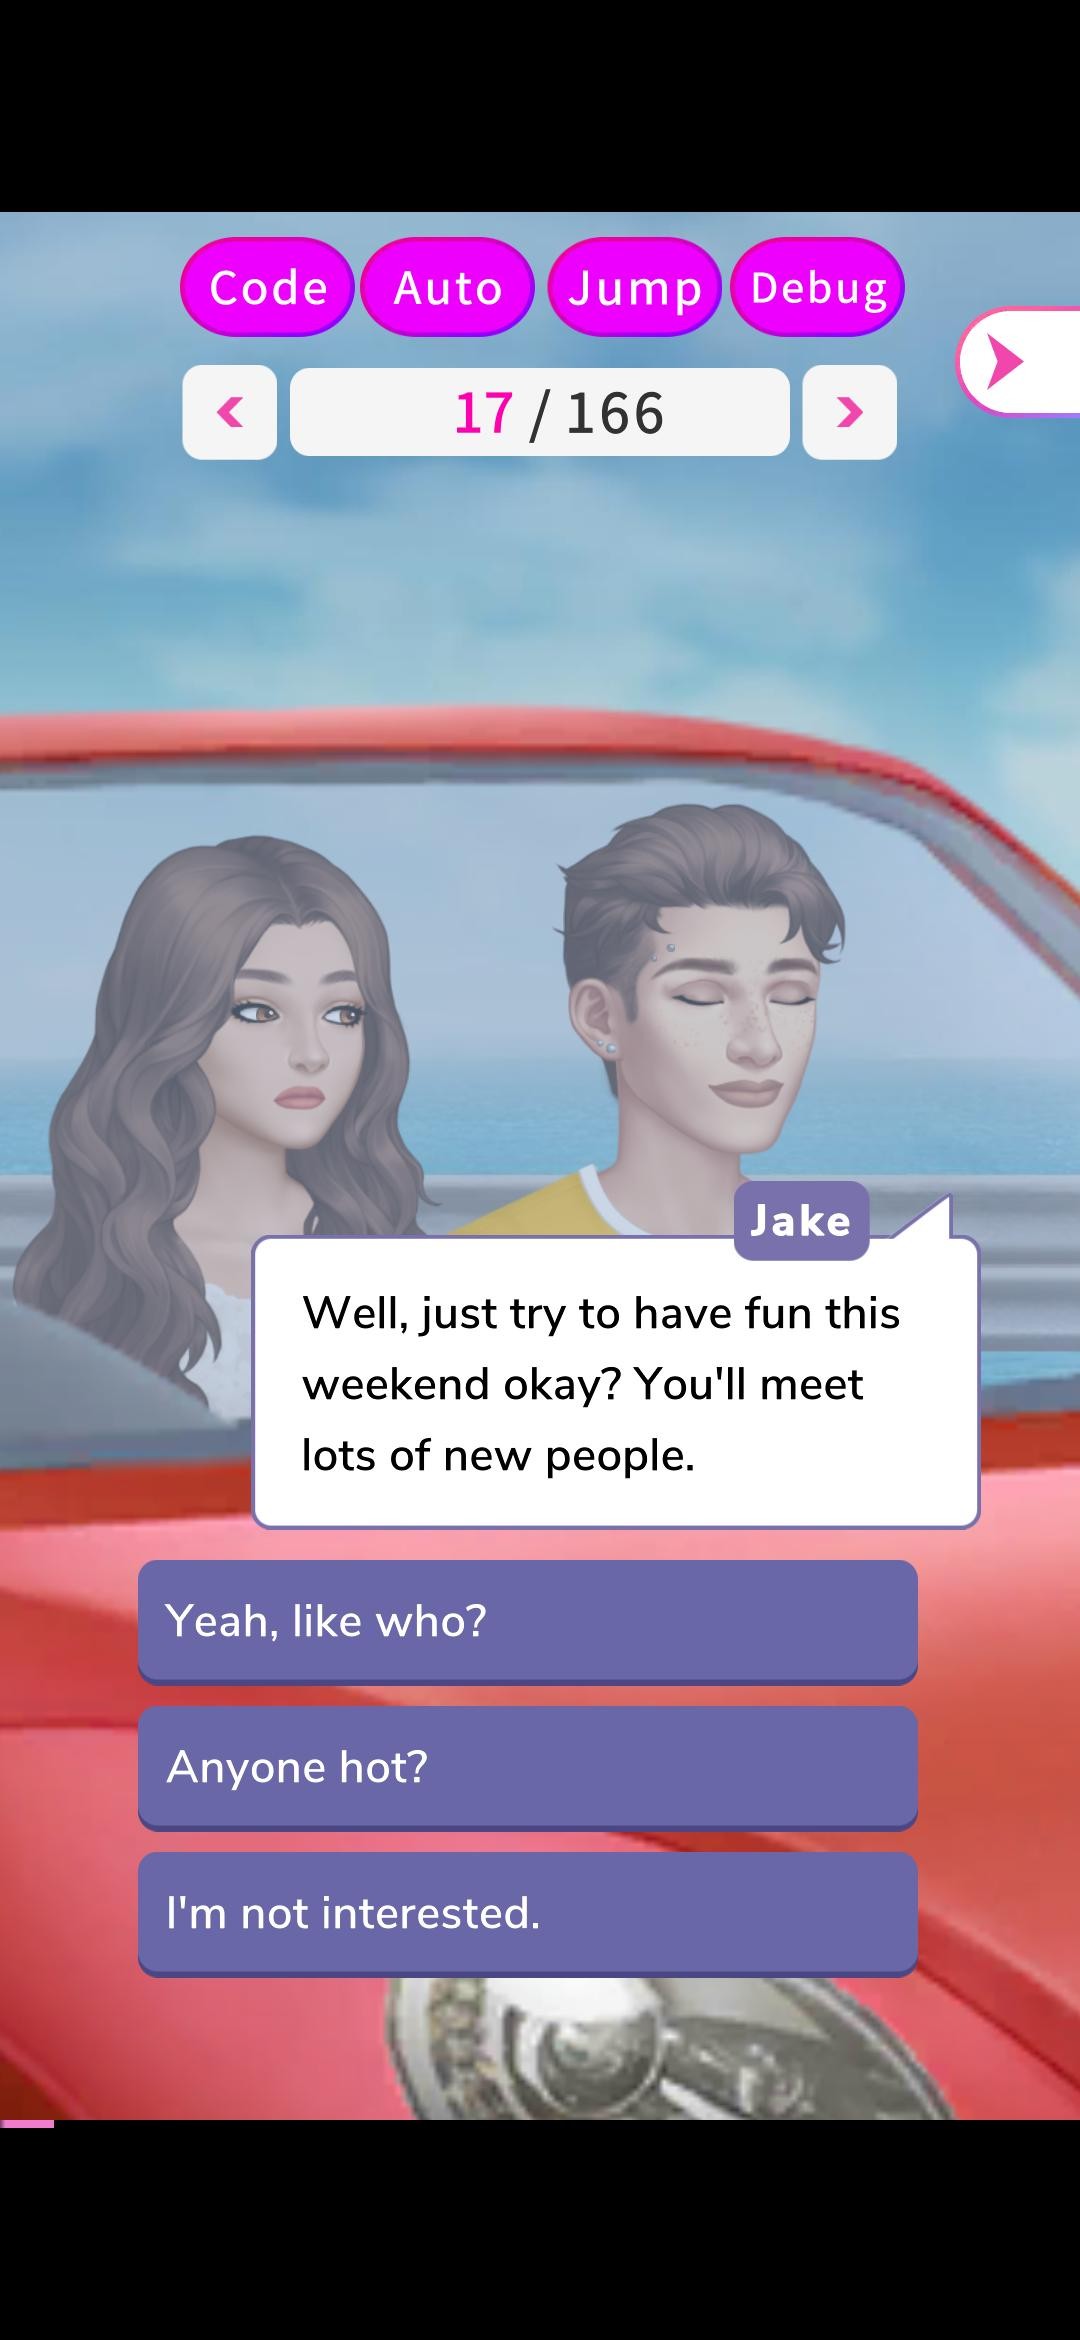 Code Auto Jump Debug
17 / 166
Jake
Well, just try to have fun this
weekend okay? You'll meet
lots of new people.
Yeah, like who?
Anyone hot?
I'm not interested.